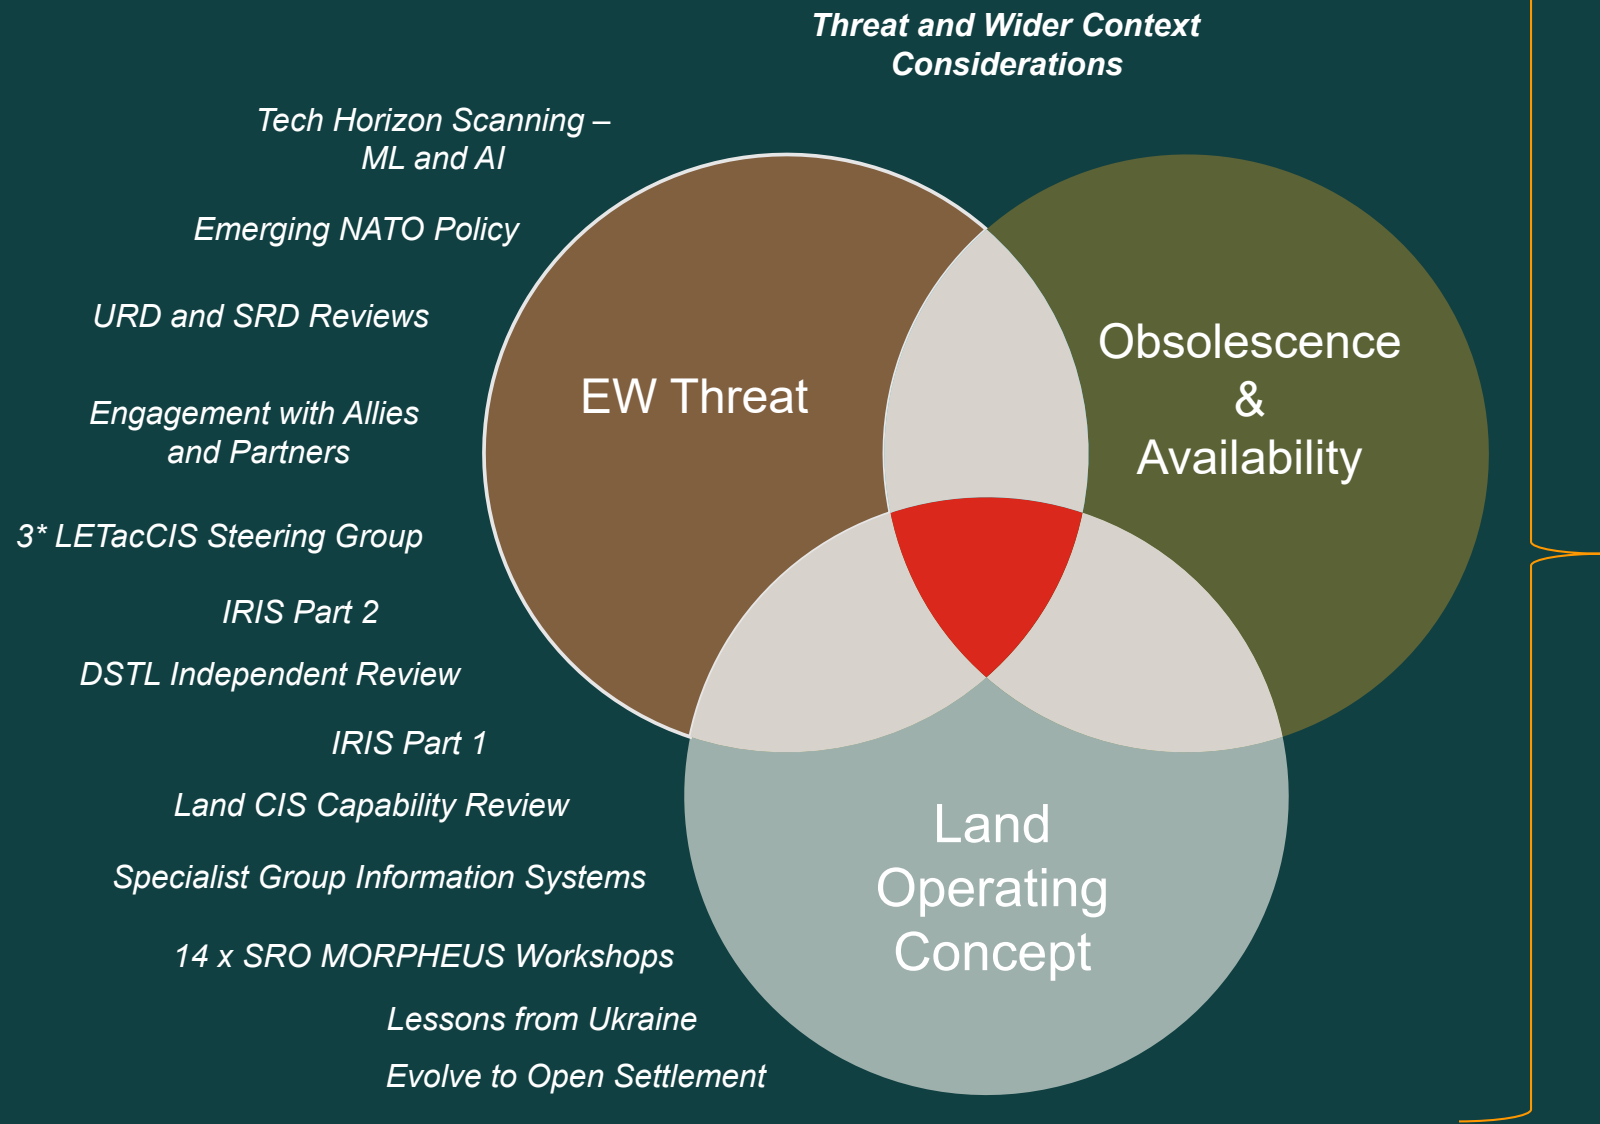 Threat and Wider Context
Considerations
Tech Horizon Scanning –
ML and AI
Emerging NATO Policy
URD and SRD Reviews
Engagement with Allies
and Partners
3* LETacCIS Steering Group
IRIS Part 2
DSTL Independent Review
IRIS Part 1
Land CIS Capability Review
Specialist Group Information Systems
14 x SRO MORPHEUS Workshops
Lessons from Ukraine
Evolve to Open Settlement
EW Threat
Obsolescence
&
Availability
Land
Operating
Concept